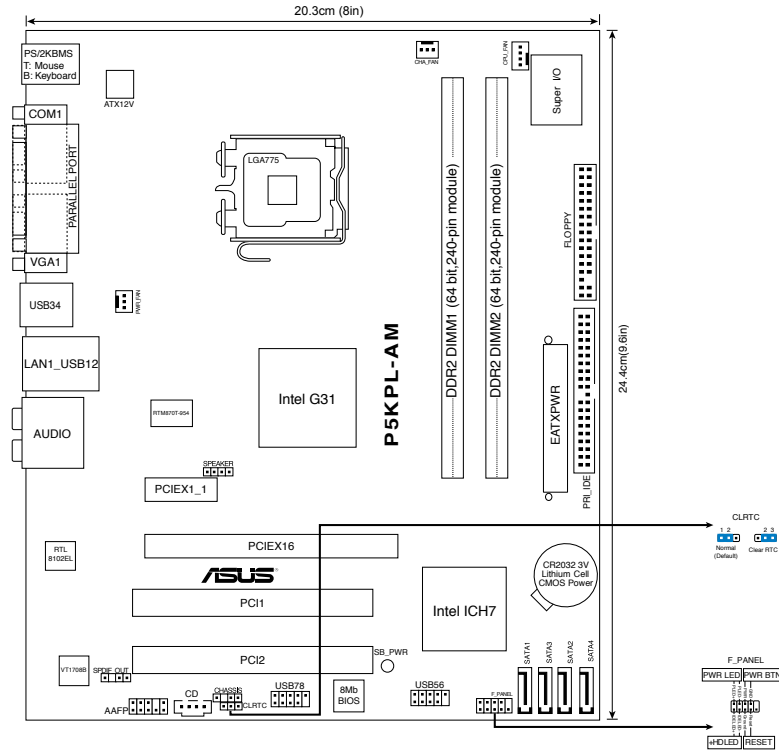 20.3cm (8in)
PS/2KBMS
T: Mouse
B: Keyboard
ATX12V
CHA_FAN
CPU_FAN
Super I/O
COM1
PARALLEL PORT
VGA1
LGA775
DDR2 DIMM1 (64 bit,240-pin module)
DDR2 DIMM2 (64 bit,240-pin module)
FLOPPY
24.4cm(9.6in)
USB34
PWR_FAN
LAN1_USB12
Intel G31
P5KPL-AM
EATXPWR
PRI_IDE
AUDIO
RTM870T-954
SPEAKER
PCIEX1_1
CLRTC
1 2
2 3
Normal
(Default)
Clear RTC
RTL
8102EL
PCIEX16
ASUS
CR2032 3V
Lithium Cell
CMOS Power
PCI1
Intel ICH7
PCI2
SB_PWR
VT1708B
SPDIF_OUT
SATA1
SATA3
SATA2
SATA4
F_PANEL
PWR LED
PWR BTN
+HDLED
RESET
AAFP
CD
CHASSIS
CLRTC
USB78
8Mb
BIOS
USB56
F_PANEL